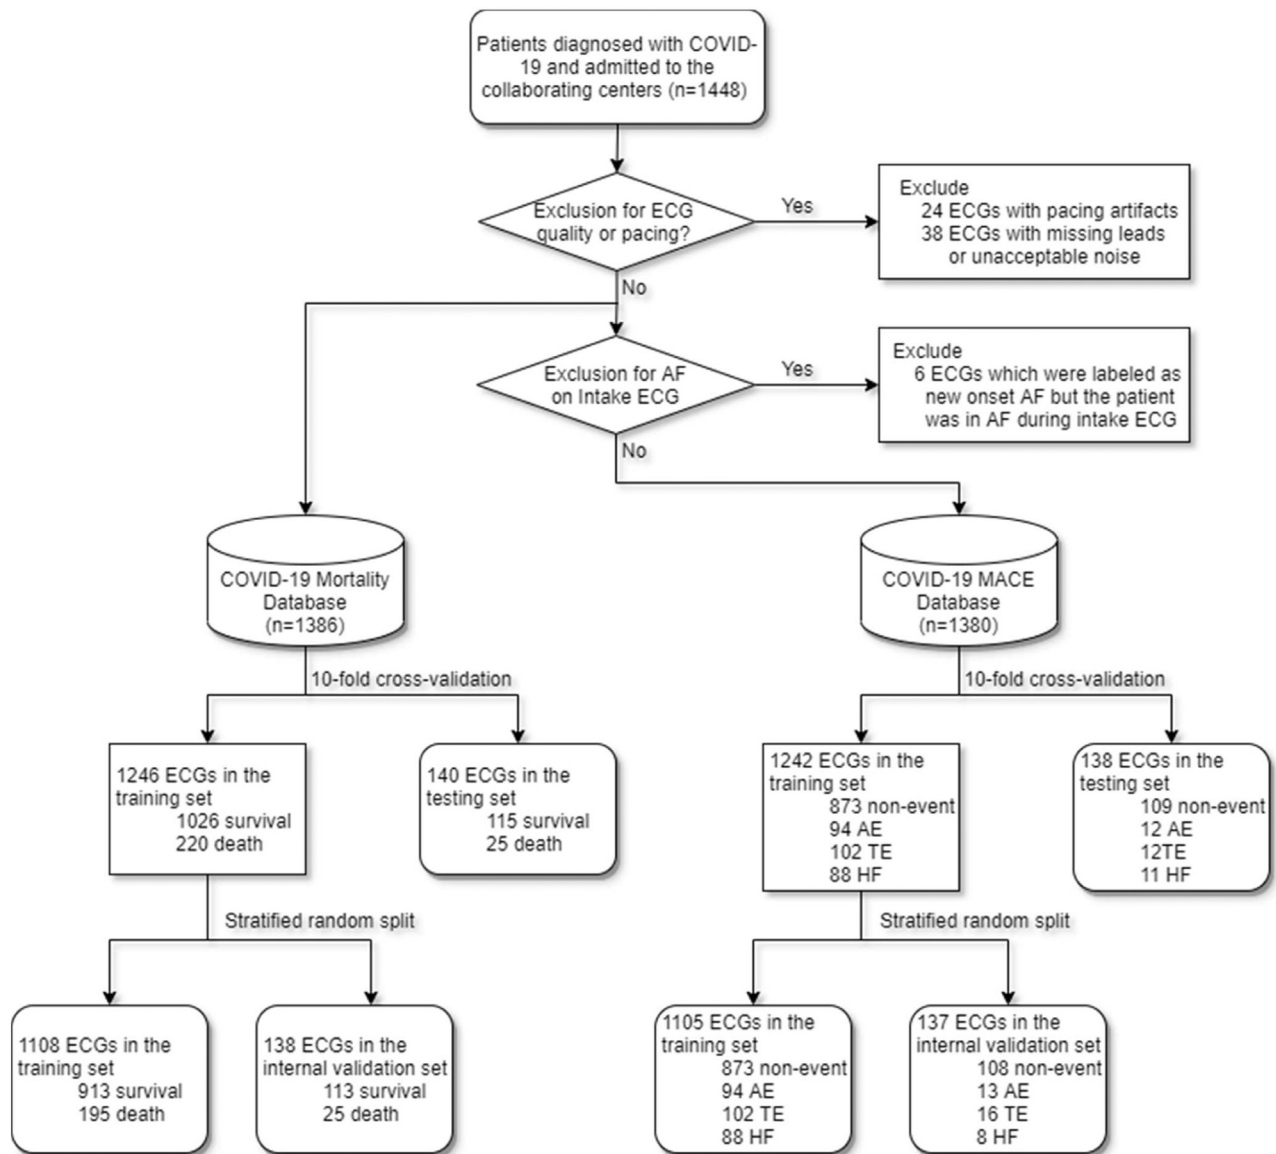 Patients diagnosed with COVID-
19 and admitted to the
collaborating centers (n=1448)
Exclusion for ECG
quality or pacing?
Yes
Exclude
24 ECGs with pacing artifacts
38 ECGs with missing leads
or unacceptable noise
No
Exclusion for AF
on Intake ECG
Yes
Exclude
6 ECGs which were labeled as
new onset AF but the patient
was in AF during intake ECG
No
COVID-19 Mortality
Database
(n=1386)
COVID-19 MACE
Database
(n=1380)
10-fold cross-validation
10-fold cross-validation
1246 ECGs in the
training set
1026 survival
220 death
140 ECGs in the
testing set
115 survival
25 death
1242 ECGs in the
training set
873 non-event
94 AE
102 TE
88 HF
138 ECGs in the
testing set
109 non-event
12 AE
12TE
11 HF
Stratified random split
Stratified random split
1108 ECGs in the
training set
913 survival
195 death
138 ECGs in the
internal validation set
113 survival
25 death
1105 ECGs in the
training set
873 non-event
94 AE
102 TE
88 HF
137 ECGs in the
internal validation set
108 non-event
13 AE
16 TE
8 HF